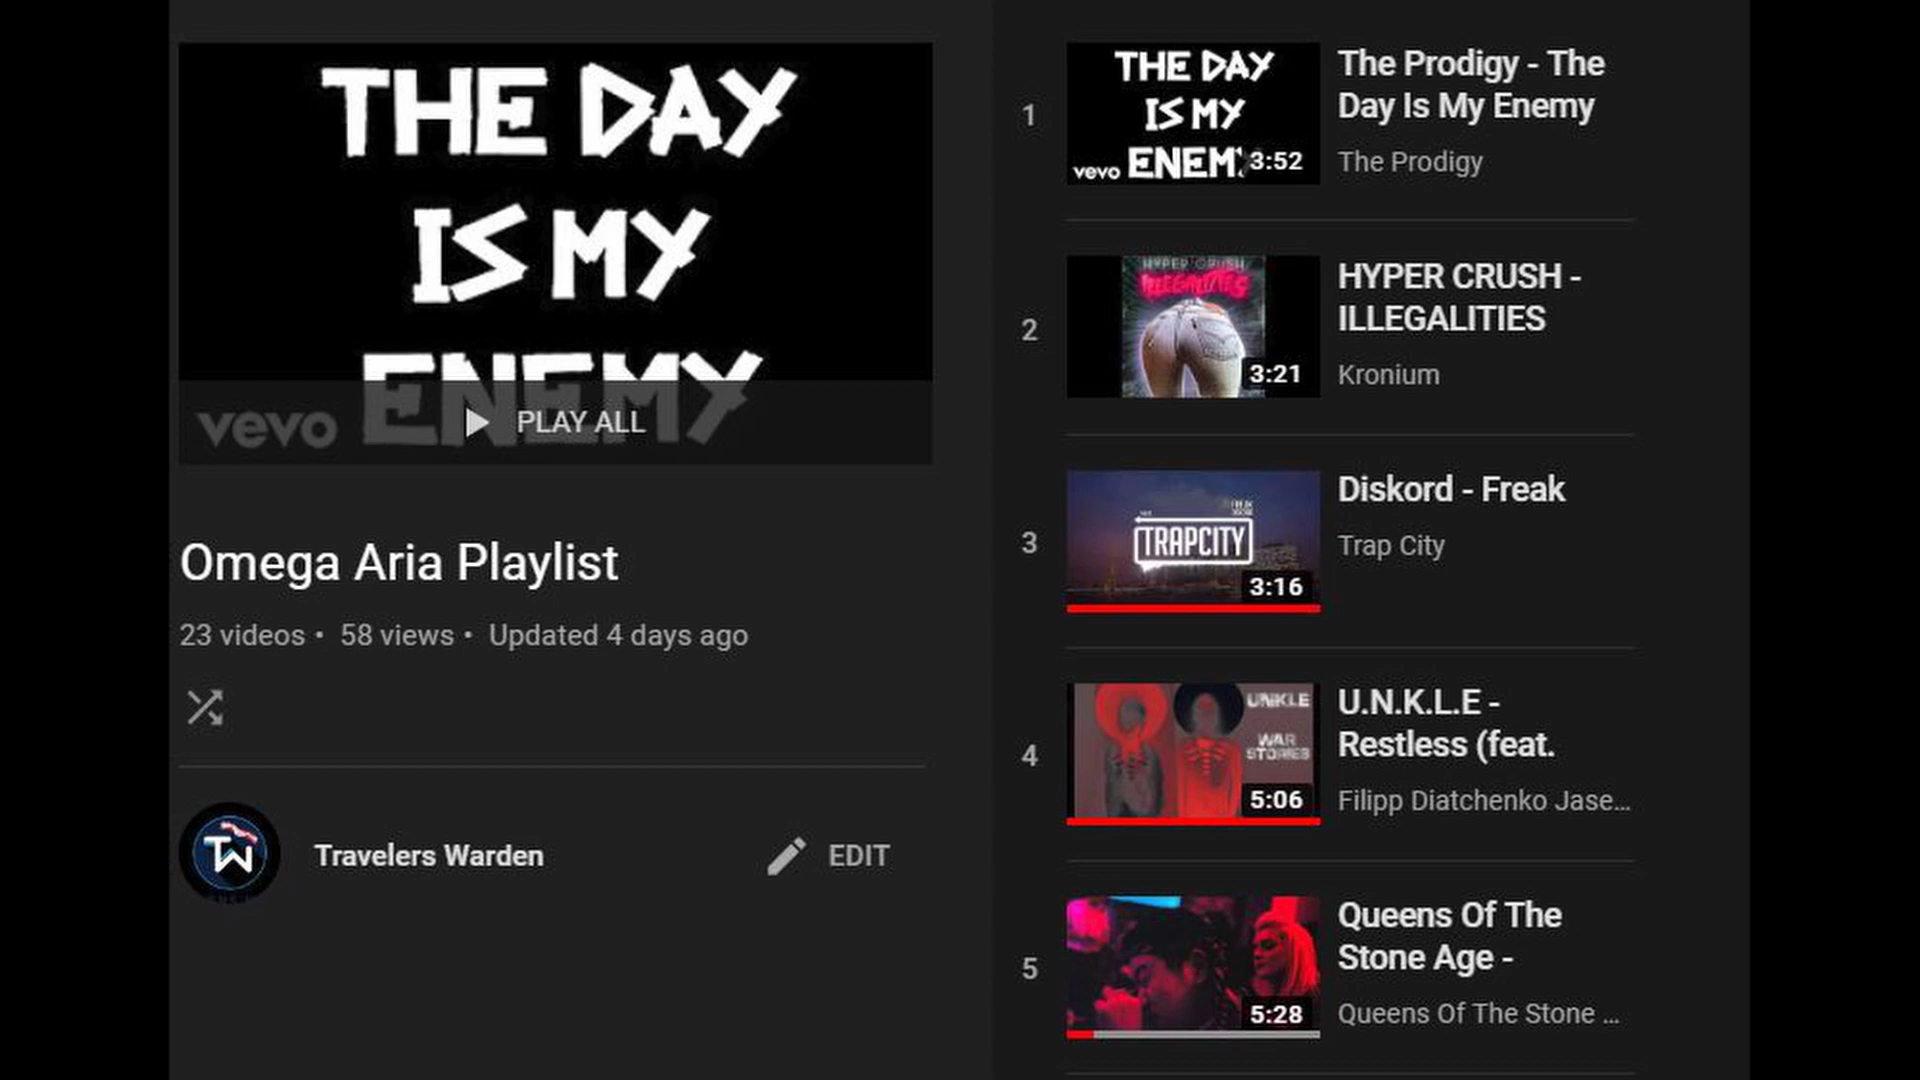 THE DAY
IS MY
ENEMY
vevo
PLAY ALL
Omega Aria Playlist
23 videos • 58 views • Updated 4 days ago
TW
Travelers Warden
EDIT
1
THE DAY
IS MY
vevo ENEM 3:52
The Prodigy - The
Day Is My Enemy
The Prodigy
2
HYPER CRUSH
ILLEGALITIES
3:21
HYPER CRUSH -
ILLEGALITIES
Kronium
3
TRAPCITY
3:16
Diskord - Freak
Trap City
4
UNKLE
WAR
STORIES
5:06
U.N.K.L.E -
Restless (feat.
Filipp Diatchenko Jase...
5
5:28
Queens Of The
Stone Age -
Queens Of The Stone ...